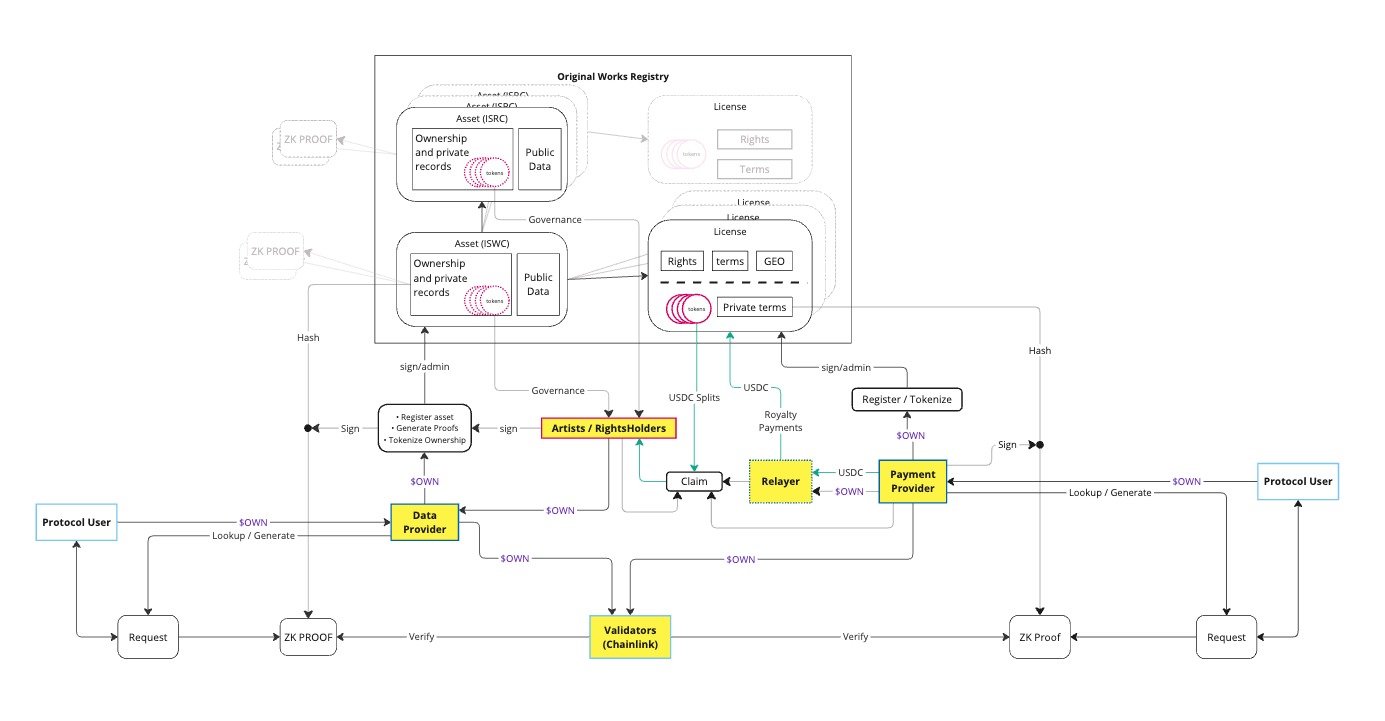 Original Works Registry
Asset (ISRC)
Asset (ISRC)
Asset (ISRC)
Ownership
and private
records
tokens
Public
Data
License
Rights
Terms
tokens
ZK PROOF
Governance
License
License
License
Rights
terms
GEO
tokens
Private terms
Asset (ISWC)
Ownership
and private
records
tokens
Public
Data
ZK PROOF
Hash
Hash
sign/admin
sign/admin
Governance
USDC Splits
USDC
Royalty
Payments
Register / Tokenize
• Register asset
• Generate Proofs
• Tokenize Ownership
Sign
sign
Artists / RightsHolders
$OWN
Sign
$OWN
Claim
Relayer
USDC
$OWN
Payment
Provider
$OWN
Lookup / Generate
Protocol User
Protocol User
$OWN
Lookup / Generate
Data
Provider
$OWN
$OWN
$OWN
Request
ZK PROOF
Verify
Validators
(Chainlink)
Verify
ZK Proof
Request